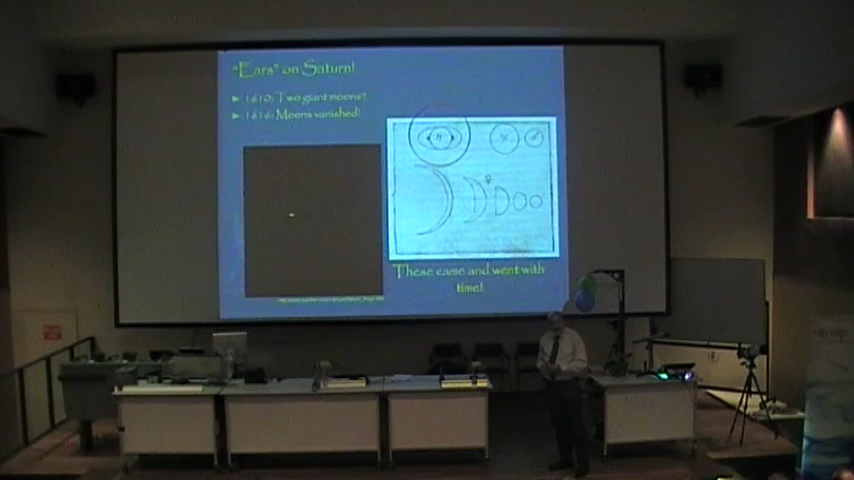 "Ears" on Saturn!
► 1610: Two giant moons?
► 1616: Moons vanished!
These came and went with
time!